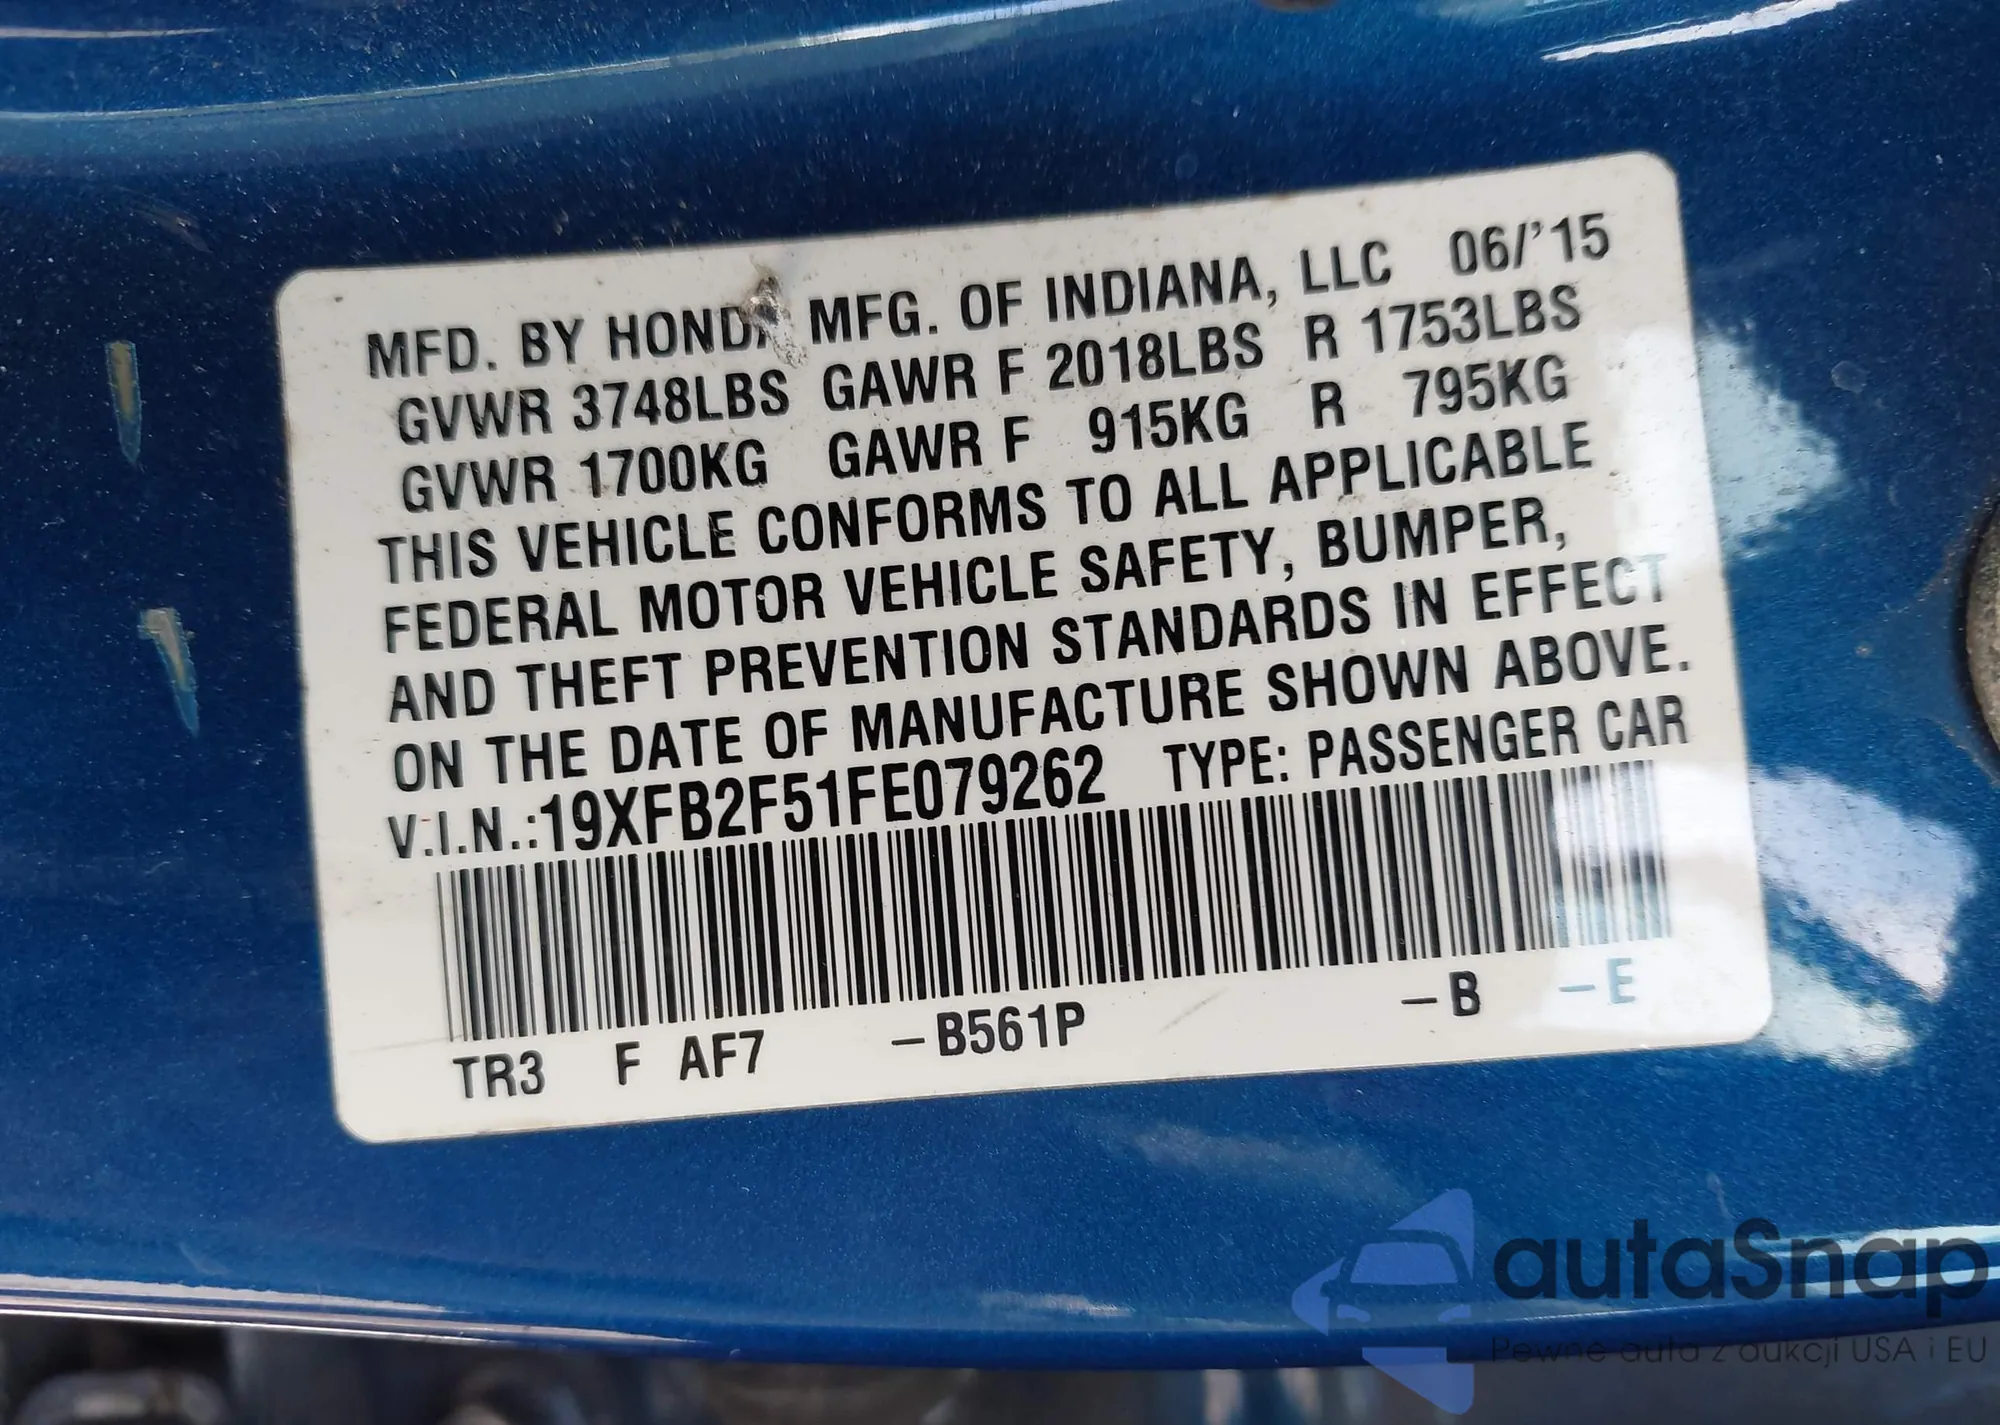 MFD. BY HONDA MFG. OF INDIANA, LLC 06/'15
GVWR 3748LBS GAWR F 2018LBS R 1753LBS
GVWR 1700KG GAWR F 915KG R 795KG
THIS VEHICLE CONFORMS TO ALL APPLICABLE
FEDERAL MOTOR VEHICLE SAFETY, BUMPER,
AND THEFT PREVENTION STANDARDS IN EFFECT
ON THE DATE OF MANUFACTURE SHOWN ABOVE.
V.I.N.:19XFB2F51FE079262 TYPE: PASSENGER CAR
TR3 F AF7 –B561P –B –E
autaSnap
Pewne auta z aukcji USA i EU